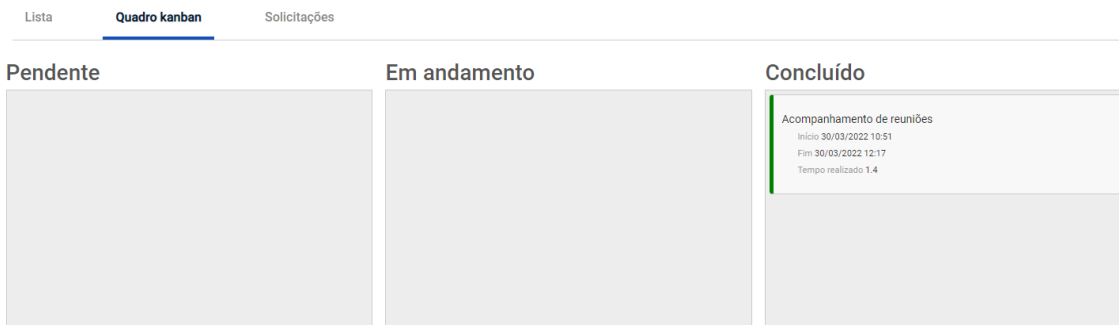 Lista Quadro kanban Solicitações
Pendente Em andamento Concluído
Acompanhamento de reuniões
Início 30/03/2022 10:51
Fim 30/03/2022 12:17
Tempo realizado 1.4